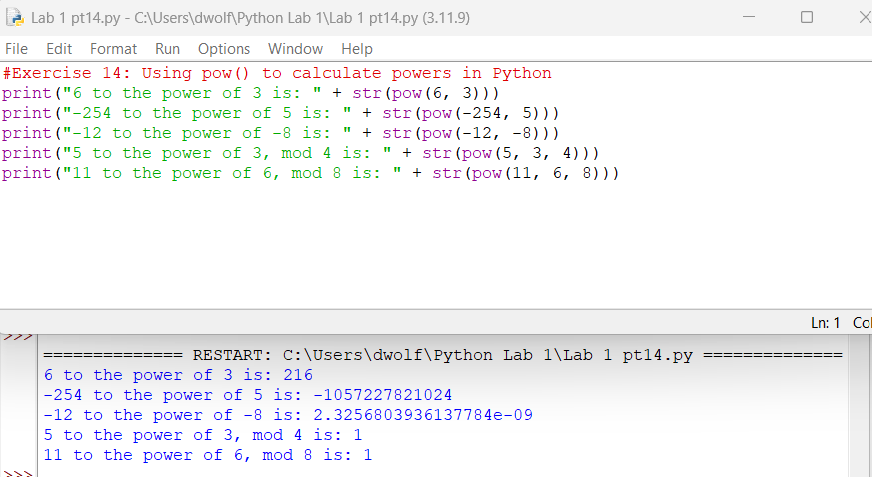 Lab 1 pt14.py - C:\Users\dwolf\Python Lab 1\Lab 1 pt14.py (3.11.9)
File Edit Format Run Options Window Help
#Exercise 14: Using pow() to calculate powers in Python
print("6 to the power of 3 is: " + str(pow(6, 3)))
print("-254 to the power of 5 is: " + str(pow(-254, 5)))
print("-12 to the power of -8 is: " + str(pow(-12, -8)))
print("5 to the power of 3, mod 4 is: " + str(pow(5, 3, 4)))
print("11 to the power of 6, mod 8 is: " + str(pow(11, 6, 8)))
Ln: 1 Col
>>>
============== RESTART: C:\Users\dwolf\Python Lab 1\Lab 1 pt14.py ==============
6 to the power of 3 is: 216
-254 to the power of 5 is: -1057227821024
-12 to the power of -8 is: 2.3256803936137784e-09
5 to the power of 3, mod 4 is: 1
11 to the power of 6, mod 8 is: 1
>>>